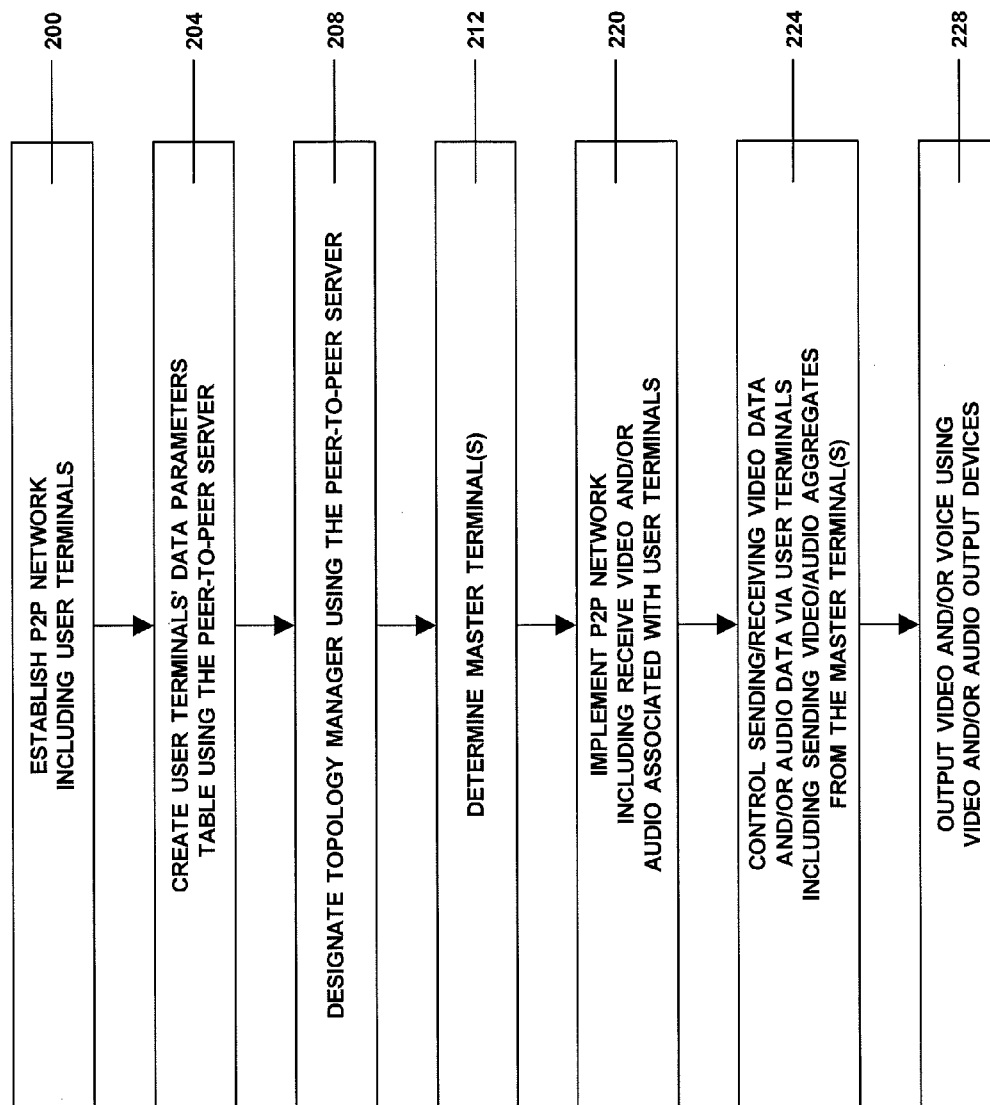 ESTABLISH P2P NETWORK
INCLUDING USER TERMINALS
200
CREATE USER TERMINALS' DATA PARAMETERS
TABLE USING THE PEER-TO-PEER SERVER
204
DESIGNATE TOPOLOGY MANAGER USING THE PEER-TO-PEER SERVER
208
DETERMINE MASTER TERMINAL(S)
212
IMPLEMENT P2P NETWORK
INCLUDING RECEIVE VIDEO AND/OR
AUDIO ASSOCIATED WITH USER TERMINALS
220
CONTROL SENDING/RECEIVING VIDEO DATA
AND/OR AUDIO DATA VIA USER TERMINALS
INCLUDING SENDING VIDEO/AUDIO AGGREGATES
FROM THE MASTER TERMINAL(S)
224
OUTPUT VIDEO AND/OR VOICE USING
VIDEO AND/OR AUDIO OUTPUT DEVICES
228